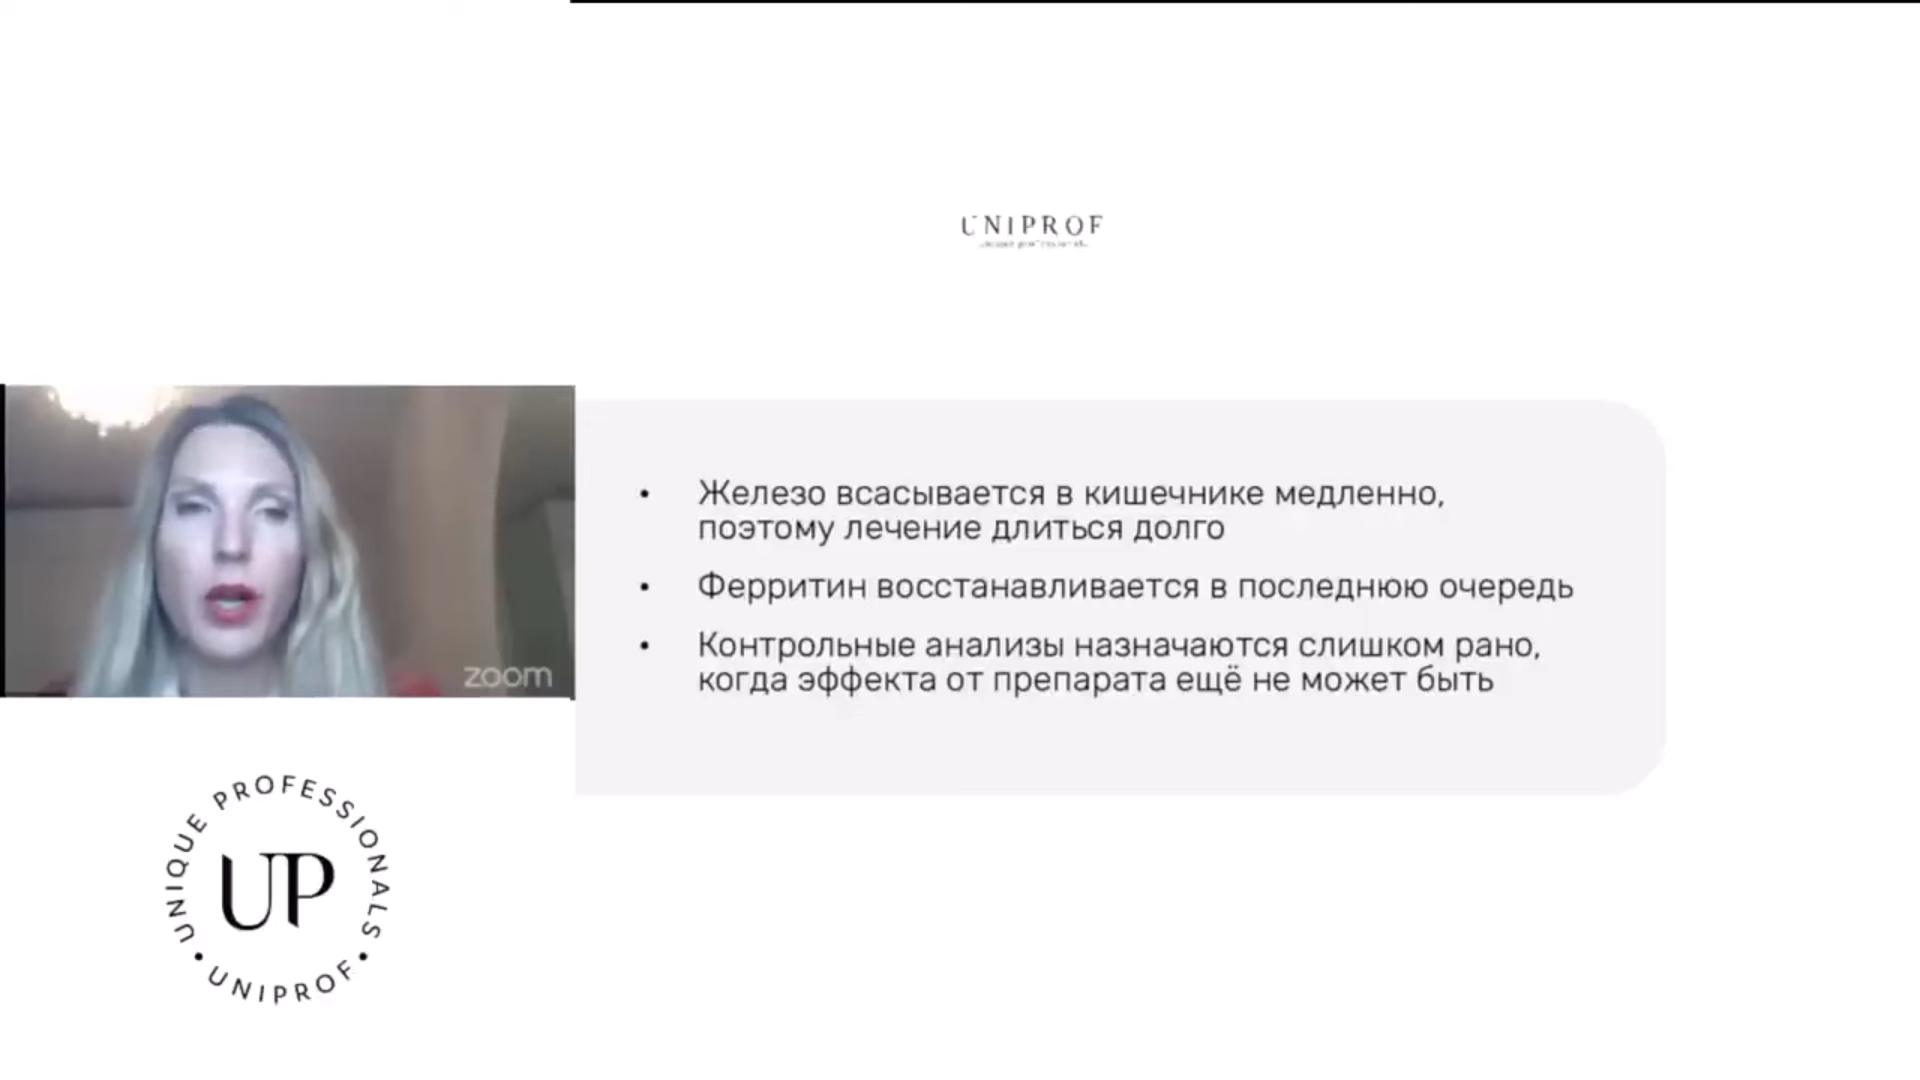 UNIPROF
zoom
• Железо всасывается в кишечнике медленно,
поэтому лечение длиться долго
• Ферритин восстанавливается в последнюю очередь
• Контрольные анализы назначаются слишком рано,
когда эффекта от препарата ещё не может быть
UNIQUE PROFESSIONALS
UP
• UNIPROF •